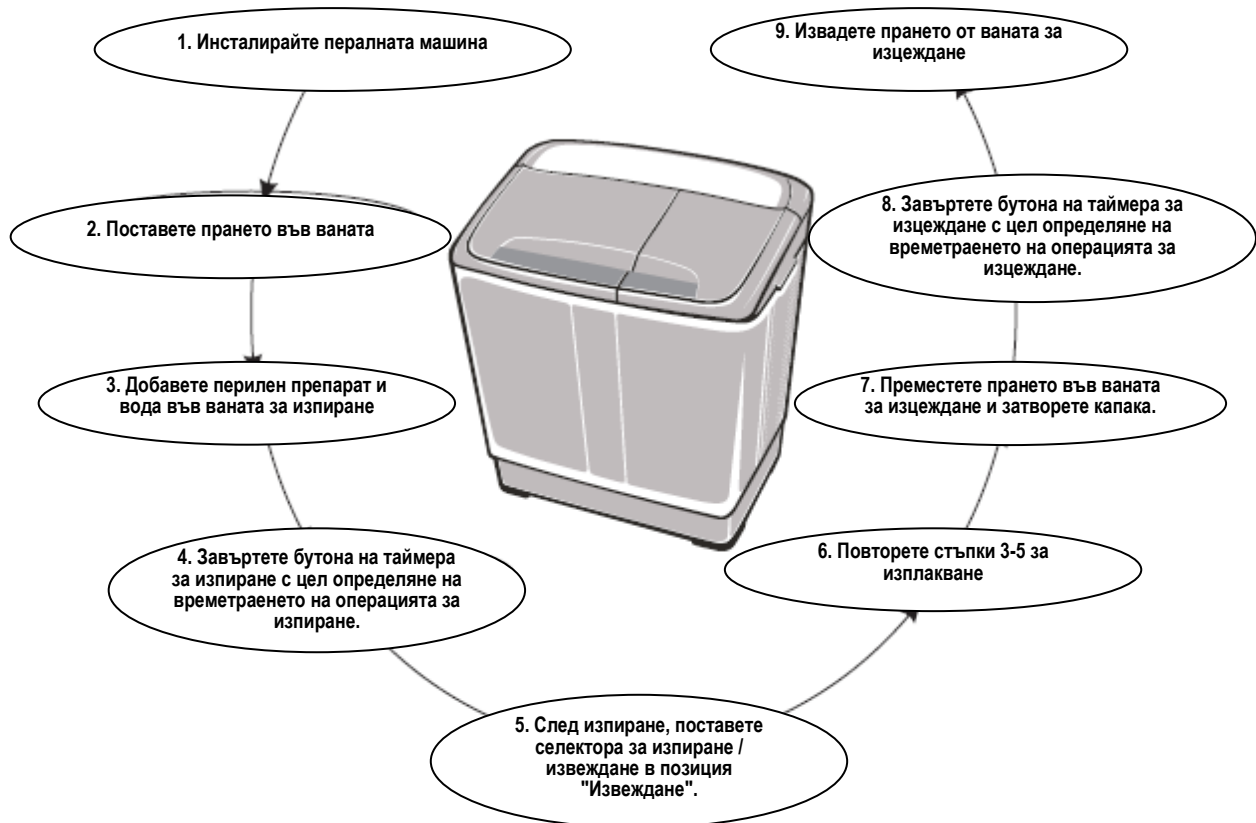 1. Инсталирайте пералната машина
2. Поставете прането във ваната
3. Добавете перилен препарат и
вода във ваната за изпиране
4. Завъртете бутона на таймера
за изпиране с цел определяне на
времетраенето на операцията за
изпиране.
5. След изпиране, поставете
селектора за изпиране /
извеждане в позиция
"Извеждане".
6. Повторете стъпки 3-5 за
изплакване
7. Преместете прането във ваната
за изцеждане и затворете капака.
8. Завъртете бутона на таймера за
изцеждане с цел определяне на
времетраенето на операцията за
изцеждане.
9. Извадете прането от ваната за
изцеждане